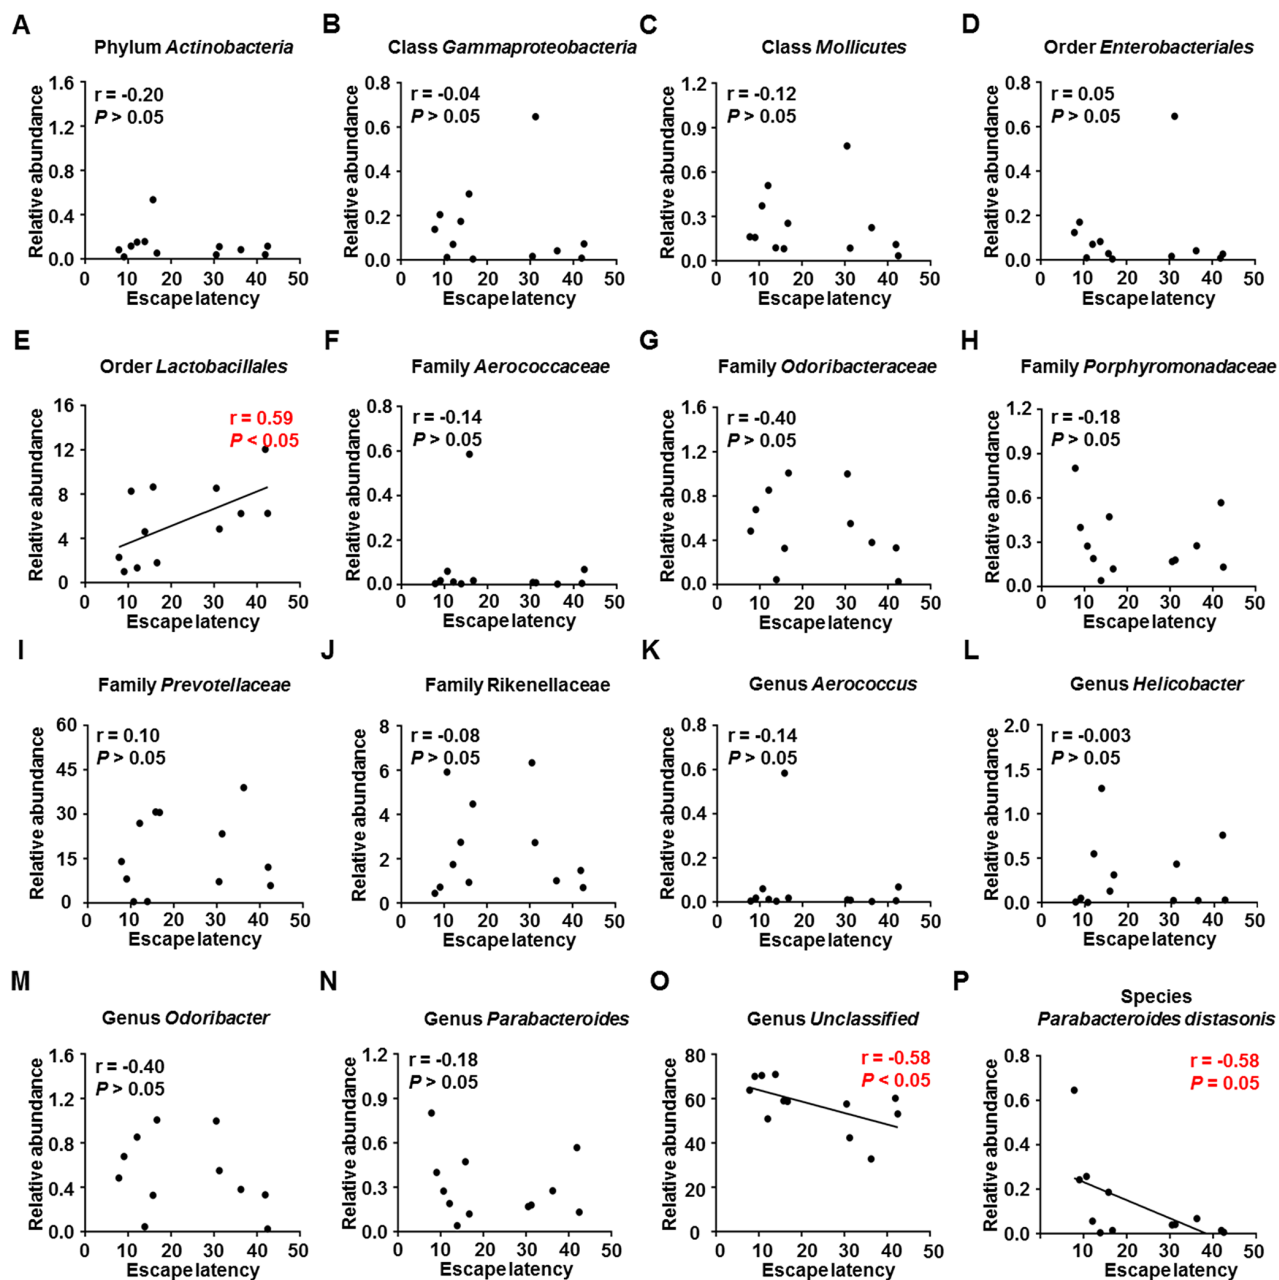 A
Phylum Actinobacteria
r = -0.20
P > 0.05
1.6
1.2
0.8
0.4
0.0
Relative abundance
0 10 20 30 40 50
Escape latency
B
Class Gammaproteobacteria
r = -0.04
P > 0.05
0.8
0.6
0.4
0.2
0.0
Relative abundance
0 10 20 30 40 50
Escape latency
C
Class Mollicutes
r = -0.12
P > 0.05
1.2
0.9
0.6
0.3
0.0
Relative abundance
0 10 20 30 40 50
Escape latency
D
Order Enterobacteriales
r = 0.05
P > 0.05
0.8
0.6
0.4
0.2
0.0
Relative abundance
0 10 20 30 40 50
Escape latency
E
Order Lactobacillales
r = 0.59
P < 0.05
16
12
8
4
0
Relative abundance
0 10 20 30 40 50
Escape latency
F
Family Aerococcaceae
r = -0.14
P > 0.05
0.8
0.6
0.4
0.2
0.0
Relative abundance
0 10 20 30 40 50
Escape latency
G
Family Odoribacteraceae
r = -0.40
P > 0.05
1.6
1.2
0.8
0.4
0.0
Relative abundance
0 10 20 30 40 50
Escape latency
H
Family Porphyromonadaceae
r = -0.18
P > 0.05
1.2
0.9
0.6
0.3
0.0
Relative abundance
0 10 20 30 40 50
Escape latency
I
Family Prevotellaceae
r = 0.10
P > 0.05
60
45
30
15
0
Relative abundance
0 10 20 30 40 50
Escape latency
J
Family Rikenellaceae
r = -0.08
P > 0.05
8
6
4
2
0
Relative abundance
0 10 20 30 40 50
Escape latency
K
Genus Aerococcus
r = -0.14
P > 0.05
0.8
0.6
0.4
0.2
0.0
Relative abundance
0 10 20 30 40 50
Escape latency
L
Genus Helicobacter
r = -0.003
P > 0.05
2.0
1.5
1.0
0.5
0.0
Relative abundance
0 10 20 30 40 50
Escape latency
M
Genus Odoribacter
r = -0.40
P > 0.05
1.6
1.2
0.8
0.4
0.0
Relative abundance
0 10 20 30 40 50
Escape latency
N
Genus Parabacteroides
r = -0.18
P > 0.05
1.2
0.9
0.6
0.3
0.0
Relative abundance
0 10 20 30 40 50
Escape latency
O
Genus Unclassified
r = -0.58
P < 0.05
80
60
40
20
0
Relative abundance
0 10 20 30 40 50
Escape latency
P
Species
Parabacteroides distasonis
r = -0.58
P = 0.05
0.8
0.6
0.4
0.2
0.0
Relative abundance
10 20 30 40 50
Escape latency